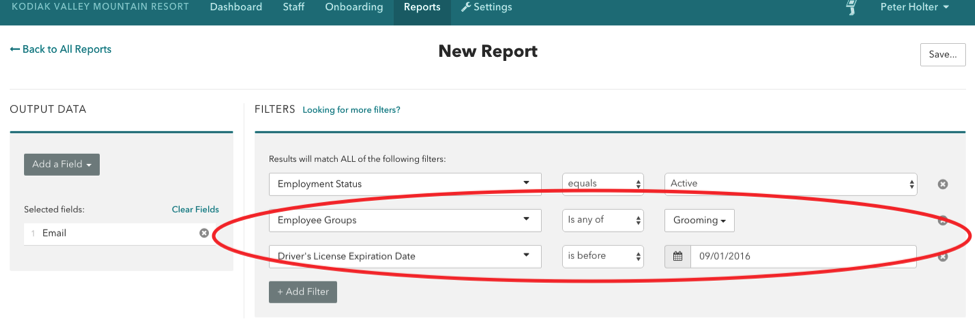 KODIAK VALLEY MOUNTAIN RESORT Dashboard Staff Onboarding Reports Settings Peter Holter
Back to All Reports
New Report
Save...
OUTPUT DATA
Add a Field
Selected fields: Clear Fields
1 Email
FILTERS Looking for more filters?
Results will match ALL of the following filters:
Employment Status equals Active
Employee Groups Is any of Grooming
Driver's License Expiration Date is before 09/01/2016
+ Add Filter